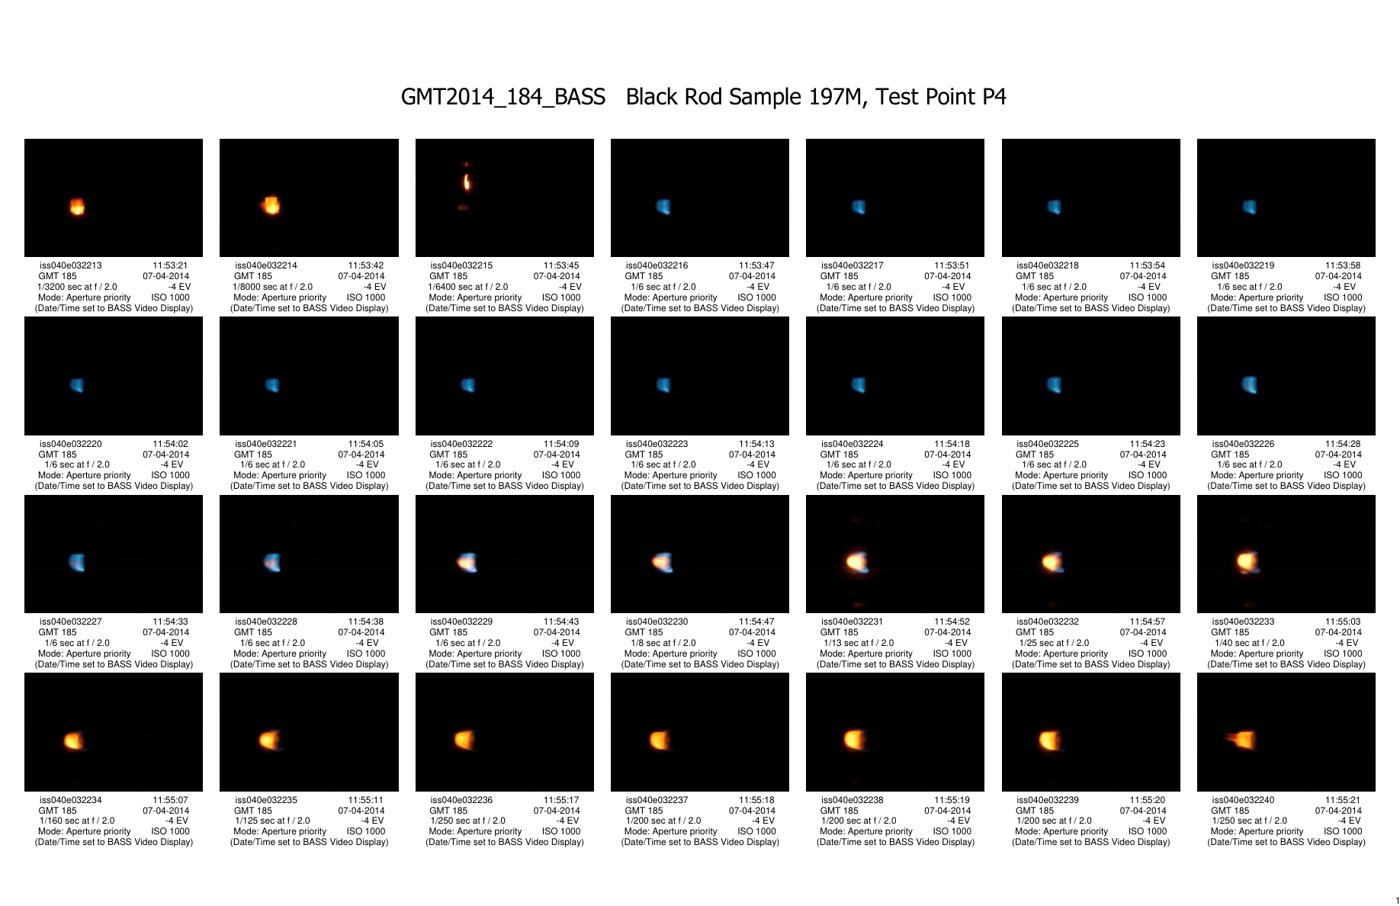 GMT2014_184_BASS   Black Rod Sample 197M, Test Point P4
iss040e032213 11:53:21
GMT 185 07-04-2014
1/3200 sec at f / 2.0 -4 EV
Mode: Aperture priority ISO 1000
(Date/Time set to BASS Video Display)
iss040e032214 11:53:42
GMT 185 07-04-2014
1/8000 sec at f / 2.0 -4 EV
Mode: Aperture priority ISO 1000
(Date/Time set to BASS Video Display)
iss040e032215 11:53:45
GMT 185 07-04-2014
1/6400 sec at f / 2.0 -4 EV
Mode: Aperture priority ISO 1000
(Date/Time set to BASS Video Display)
iss040e032216 11:53:47
GMT 185 07-04-2014
1/6 sec at f / 2.0 -4 EV
Mode: Aperture priority ISO 1000
(Date/Time set to BASS Video Display)
iss040e032217 11:53:51
GMT 185 07-04-2014
1/6 sec at f / 2.0 -4 EV
Mode: Aperture priority ISO 1000
(Date/Time set to BASS Video Display)
iss040e032218 11:53:54
GMT 185 07-04-2014
1/6 sec at f / 2.0 -4 EV
Mode: Aperture priority ISO 1000
(Date/Time set to BASS Video Display)
iss040e032219 11:53:58
GMT 185 07-04-2014
1/6 sec at f / 2.0 -4 EV
Mode: Aperture priority ISO 1000
(Date/Time set to BASS Video Display)
iss040e032220 11:54:02
GMT 185 07-04-2014
1/6 sec at f / 2.0 -4 EV
Mode: Aperture priority ISO 1000
(Date/Time set to BASS Video Display)
iss040e032221 11:54:05
GMT 185 07-04-2014
1/6 sec at f / 2.0 -4 EV
Mode: Aperture priority ISO 1000
(Date/Time set to BASS Video Display)
iss040e032222 11:54:09
GMT 185 07-04-2014
1/6 sec at f / 2.0 -4 EV
Mode: Aperture priority ISO 1000
(Date/Time set to BASS Video Display)
iss040e032223 11:54:13
GMT 185 07-04-2014
1/6 sec at f / 2.0 -4 EV
Mode: Aperture priority ISO 1000
(Date/Time set to BASS Video Display)
iss040e032224 11:54:18
GMT 185 07-04-2014
1/6 sec at f / 2.0 -4 EV
Mode: Aperture priority ISO 1000
(Date/Time set to BASS Video Display)
iss040e032225 11:54:23
GMT 185 07-04-2014
1/6 sec at f / 2.0 -4 EV
Mode: Aperture priority ISO 1000
(Date/Time set to BASS Video Display)
iss040e032226 11:54:28
GMT 185 07-04-2014
1/6 sec at f / 2.0 -4 EV
Mode: Aperture priority ISO 1000
(Date/Time set to BASS Video Display)
iss040e032227 11:54:33
GMT 185 07-04-2014
1/6 sec at f / 2.0 -4 EV
Mode: Aperture priority ISO 1000
(Date/Time set to BASS Video Display)
iss040e032228 11:54:38
GMT 185 07-04-2014
1/6 sec at f / 2.0 -4 EV
Mode: Aperture priority ISO 1000
(Date/Time set to BASS Video Display)
iss040e032229 11:54:43
GMT 185 07-04-2014
1/6 sec at f / 2.0 -4 EV
Mode: Aperture priority ISO 1000
(Date/Time set to BASS Video Display)
iss040e032230 11:54:47
GMT 185 07-04-2014
1/8 sec at f / 2.0 -4 EV
Mode: Aperture priority ISO 1000
(Date/Time set to BASS Video Display)
iss040e032231 11:54:52
GMT 185 07-04-2014
1/13 sec at f / 2.0 -4 EV
Mode: Aperture priority ISO 1000
(Date/Time set to BASS Video Display)
iss040e032232 11:54:57
GMT 185 07-04-2014
1/25 sec at f / 2.0 -4 EV
Mode: Aperture priority ISO 1000
(Date/Time set to BASS Video Display)
iss040e032233 11:55:03
GMT 185 07-04-2014
1/40 sec at f / 2.0 -4 EV
Mode: Aperture priority ISO 1000
(Date/Time set to BASS Video Display)
iss040e032234 11:55:07
GMT 185 07-04-2014
1/160 sec at f / 2.0 -4 EV
Mode: Aperture priority ISO 1000
(Date/Time set to BASS Video Display)
iss040e032235 11:55:11
GMT 185 07-04-2014
1/125 sec at f / 2.0 -4 EV
Mode: Aperture priority ISO 1000
(Date/Time set to BASS Video Display)
iss040e032236 11:55:17
GMT 185 07-04-2014
1/250 sec at f / 2.0 -4 EV
Mode: Aperture priority ISO 1000
(Date/Time set to BASS Video Display)
iss040e032237 11:55:18
GMT 185 07-04-2014
1/200 sec at f / 2.0 -4 EV
Mode: Aperture priority ISO 1000
(Date/Time set to BASS Video Display)
iss040e032238 11:55:19
GMT 185 07-04-2014
1/200 sec at f / 2.0 -4 EV
Mode: Aperture priority ISO 1000
(Date/Time set to BASS Video Display)
iss040e032239 11:55:20
GMT 185 07-04-2014
1/200 sec at f / 2.0 -4 EV
Mode: Aperture priority ISO 1000
(Date/Time set to BASS Video Display)
iss040e032240 11:55:21
GMT 185 07-04-2014
1/250 sec at f / 2.0 -4 EV
Mode: Aperture priority ISO 1000
(Date/Time set to BASS Video Display)